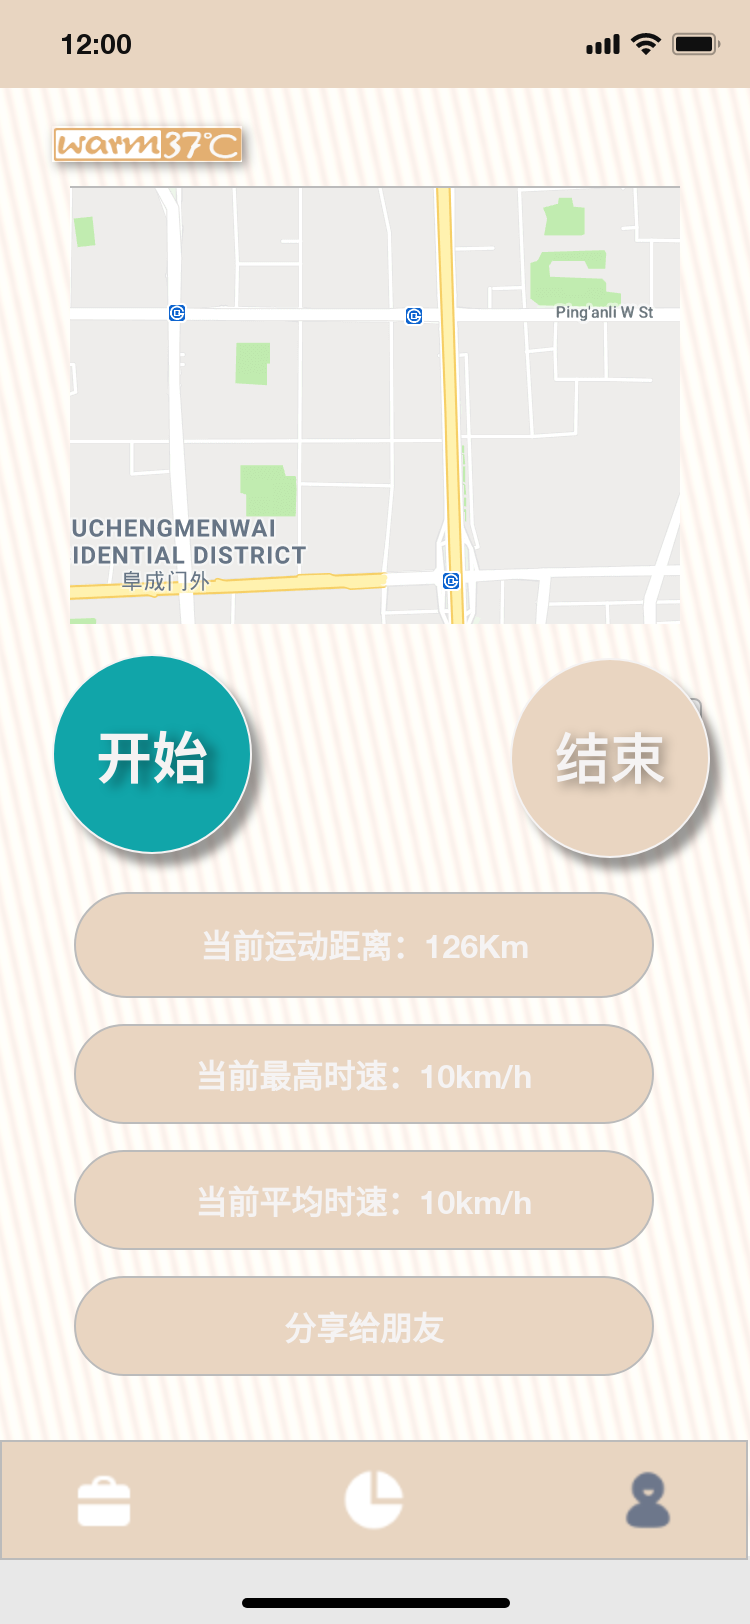 12:00
warm37°C
Ping'anli W St
UCHENGMENWAI
IDENTIAL DISTRICT
阜成门外
开始
结束
当前运动距离：126Km
当前最高时速：10km/h
当前平均时速：10km/h
分享给朋友